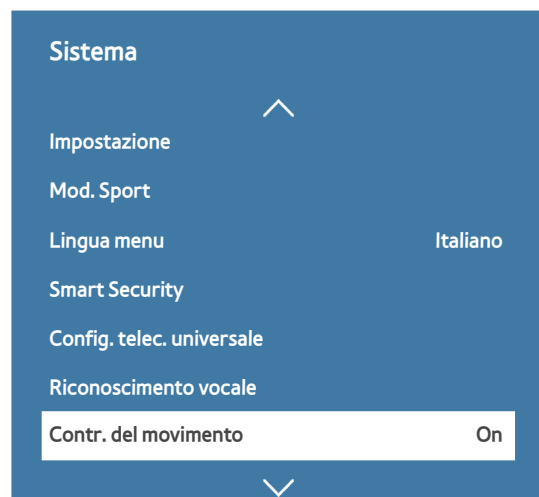 Sistema
Impostazione
Mod. Sport
Lingua menu Italiano
Smart Security
Config. telec. universale
Riconoscimento vocale
Contr. del movimento On